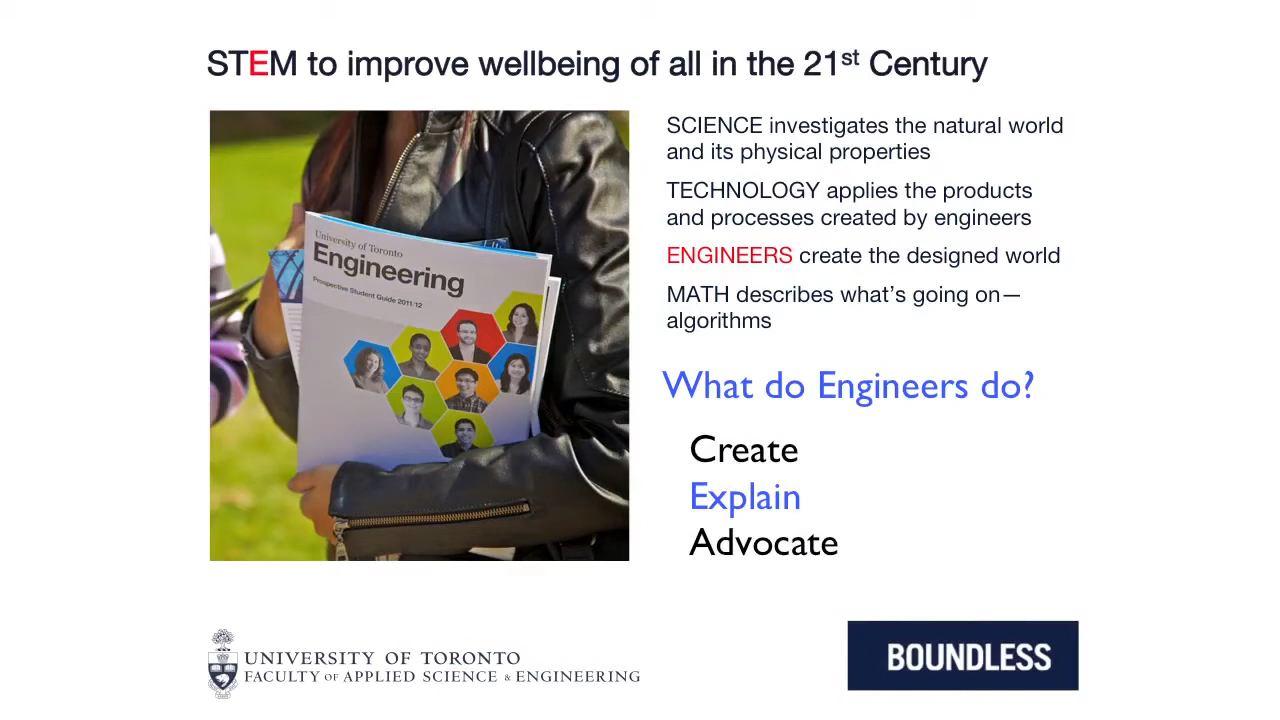 STEM to improve wellbeing of all in the 21st Century
University of Toronto
Engineering
Prospective Student Guide 2011/12
SCIENCE investigates the natural world
and its physical properties
TECHNOLOGY applies the products
and processes created by engineers
ENGINEERS create the designed world
MATH describes what's going on—
algorithms
What do Engineers do?
Create
Explain
Advocate
UNIVERSITY OF TORONTO
FACULTY OF APPLIED SCIENCE & ENGINEERING
BOUNDLESS